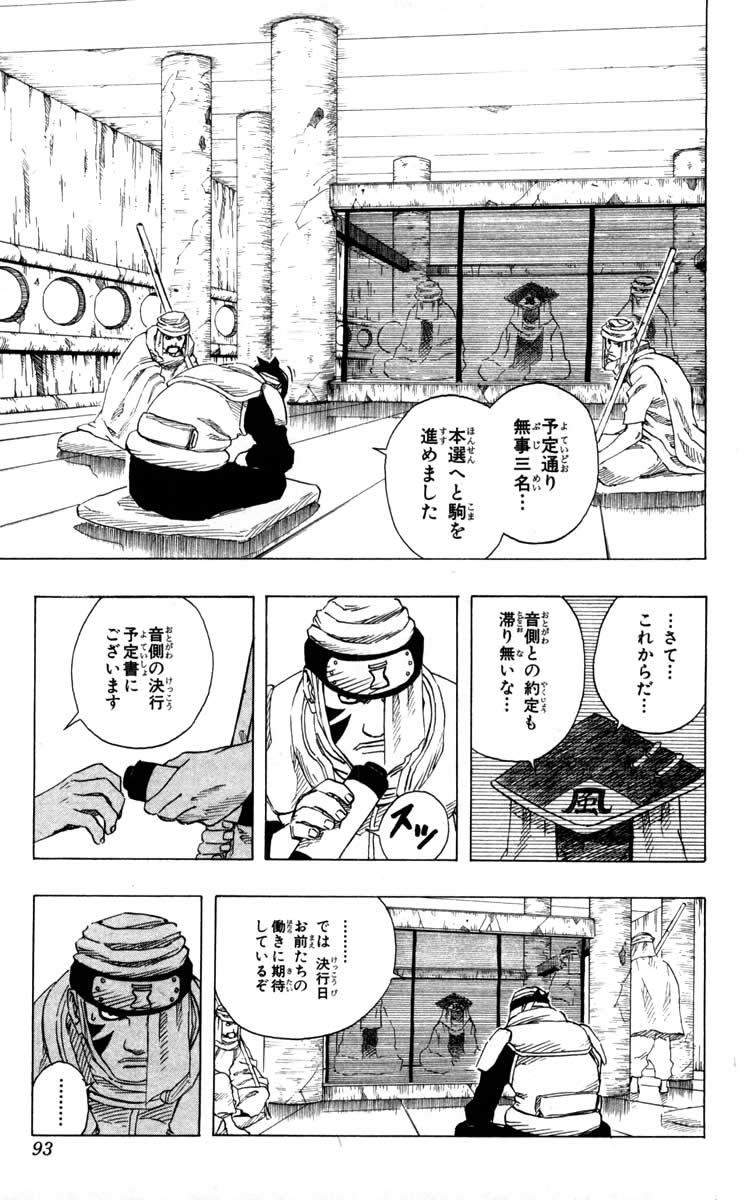 予定通り
無事三名…
本選へと駒を
進めました
…さて…
これからだ…
音側との約定も
滞り無いな…
風
スッ
音側の決行
予定書に
ございます
………
では 決行日
お前たちの
働きに期待
しているぞ
………
93